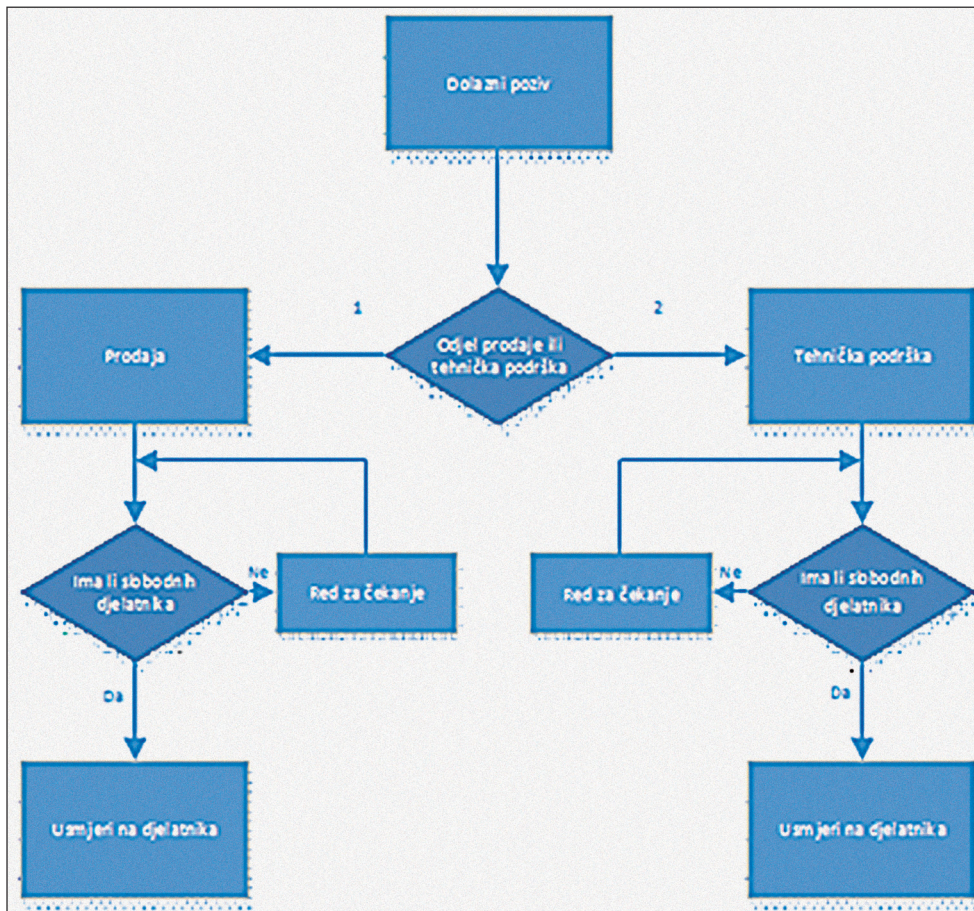 Dolazni poziv
1
2
Prodaja
Odjel prodaje ili
tehnička podrška
Tehnička podrška
Ima li slobodnih
djelatnika
Ne
Red za čekanje
Red za čekanje
Ne
Ima li slobodnih
djelatnika
Da
Da
Usmjeri na djelatnika
Usmjeri na djelatnika